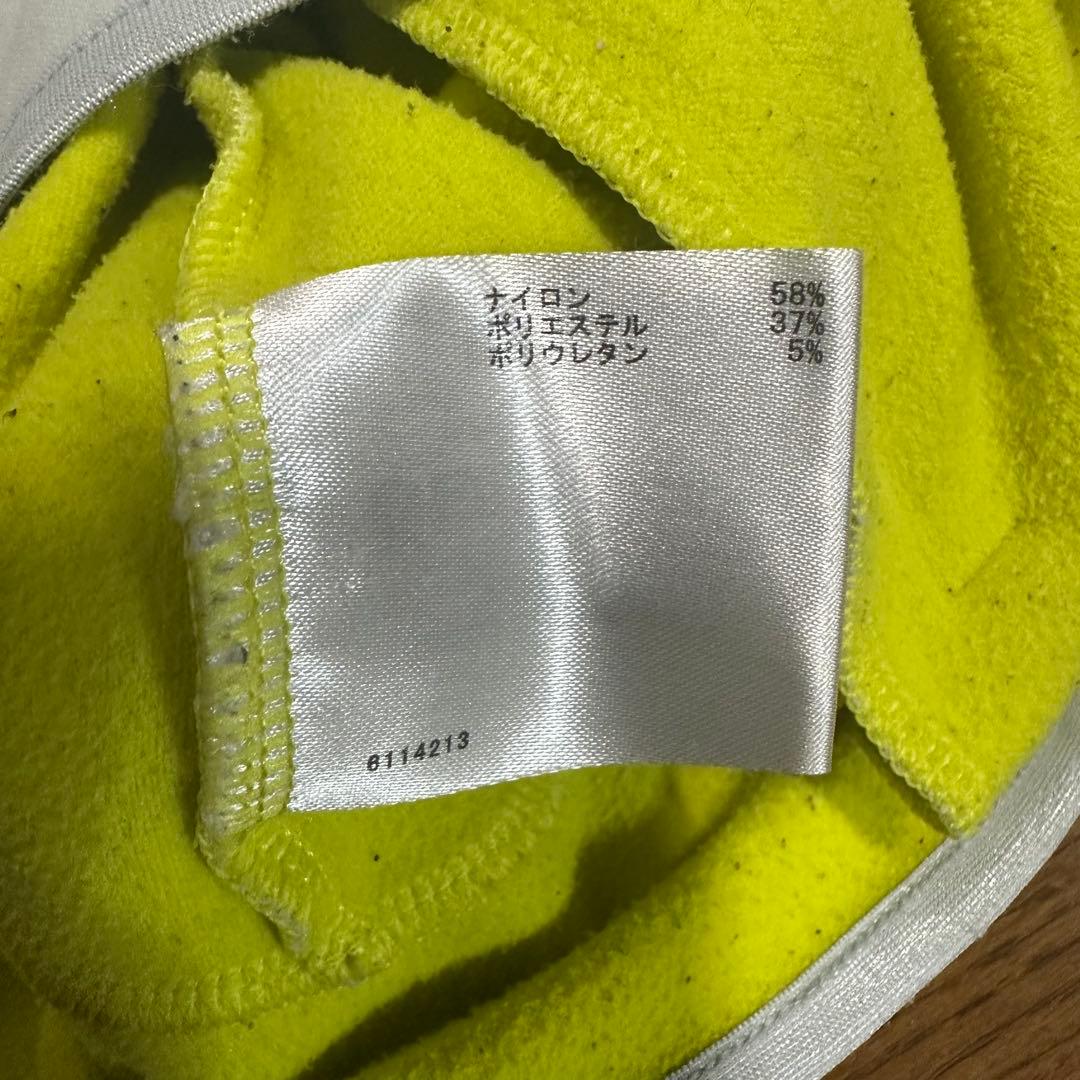 ナイロン 58%
ポリエステル 37%
ポリウレタン 5%
6114213